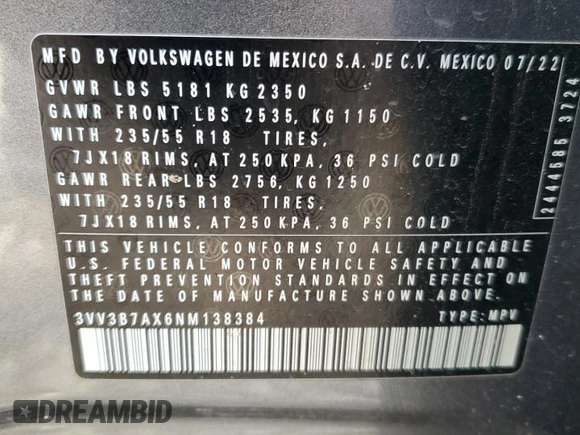 MFD BY VOLKSWAGEN DE MEXICO S.A. DE C.V. MEXICO 07/22
GVWR LBS 5181 KG 2350
GAWR FRONT LBS 2535, KG 1150
WITH 235/55 R18 TIRES,
7JX18 RIMS, AT 250 KPA, 36 PSI COLD
GAWR REAR LBS 2756, KG 1250
WITH 235/55 R18 TIRES,
7JX18 RIMS, AT 250 KPA, 36 PSI COLD
THIS VEHICLE CONFORMS TO ALL APPLICABLE
U.S. FEDERAL MOTOR VEHICLE SAFETY AND
THEFT PREVENTION STANDARDS IN EFFECT ON
THE DATE OF MANUFACTURE SHOWN ABOVE
3VV3B7AX6NM138384 TYPE: MPV
2444585 3724
DREAMBID